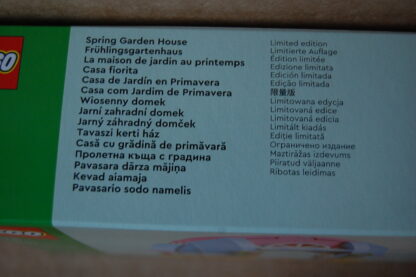 Spring Garden House
Frühlingsgartenhaus
La maison de jardin au printemps
Casa fiorita
Casa de Jardín en Primavera
Casa com Jardim de Primavera
Wiosenny domek
Jarní zahradní domek
Jarný záhradný domček
Tavaszi kerti ház
Casă cu grădină de primăvară
Пролетна къща с градина
Pavasara dārza mājiņa
Kevad aiamaja
Pavasario sodo namelis
Limited edition
Limitierte Auflage
Édition limitée
Edizione limitata
Edición limitada
Edição limitada
限量版
Limitowana edycja
Limitovaná edice
Limitovaná edícia
Limitált kiadás
Ediție limitată
Ограничено издание
Maztirāžas izdevums
Piiratud väljaanne
Ribotas leidimas